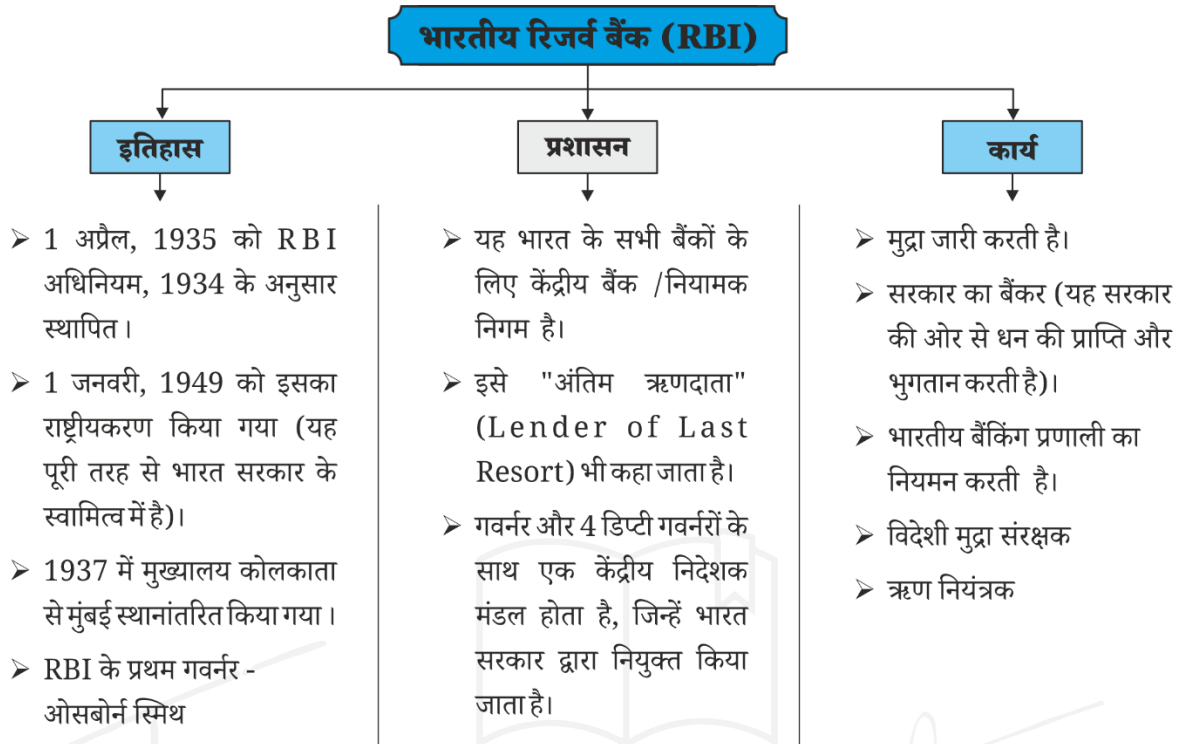 भारतीय रिजर्व बैंक (RBI)
इतिहास
➢ 1 अप्रैल, 1935 को RBI
अधिनियम, 1934 के अनुसार
स्थापित ।
➢ 1 जनवरी, 1949 को इसका
राष्ट्रीयकरण किया गया (यह
पूरी तरह से भारत सरकार के
स्वामित्व में है)।
➢ 1937 में मुख्यालय कोलकाता
से मुंबई स्थानांतरित किया गया ।
➢ RBI के प्रथम गवर्नर -
ओसबोर्न स्मिथ
प्रशासन
➢ यह भारत के सभी बैंकों के
लिए केंद्रीय बैंक /नियामक
निगम है।
➢ इसे "अंतिम ऋणदाता"
(Lender of Last
Resort) भी कहा जाता है।
➢ गवर्नर और 4 डिप्टी गवर्नरों के
साथ एक केंद्रीय निदेशक
मंडल होता है, जिन्हें भारत
सरकार द्वारा नियुक्त किया
जाता है।
कार्य
➢ मुद्रा जारी करती है।
➢ सरकार का बैंकर (यह सरकार
की ओर से धन की प्राप्ति और
भुगतान करती है)।
➢ भारतीय बैंकिंग प्रणाली का
नियमन करती है।
➢ विदेशी मुद्रा संरक्षक
➢ ऋण नियंत्रक